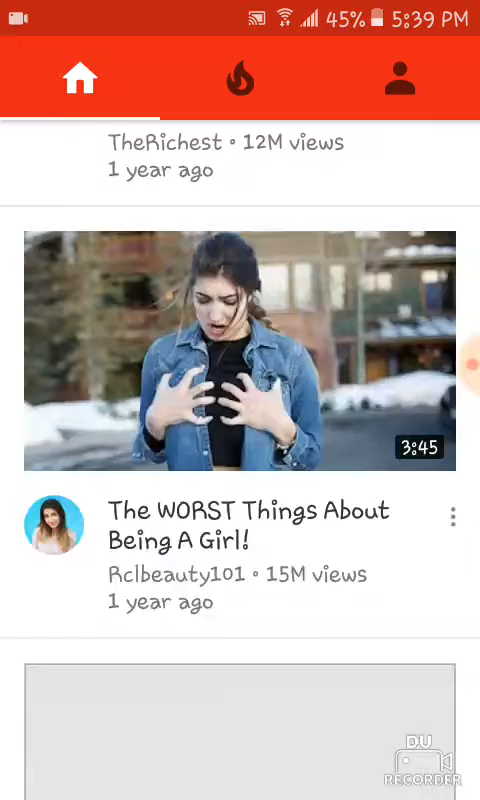 45% 5:39 PM
TheRichest • 12M views
1 year ago
3:45
The WORST Things About
Being A Girl!
Rclbeauty101 • 15M views
1 year ago
DU
RECORDER